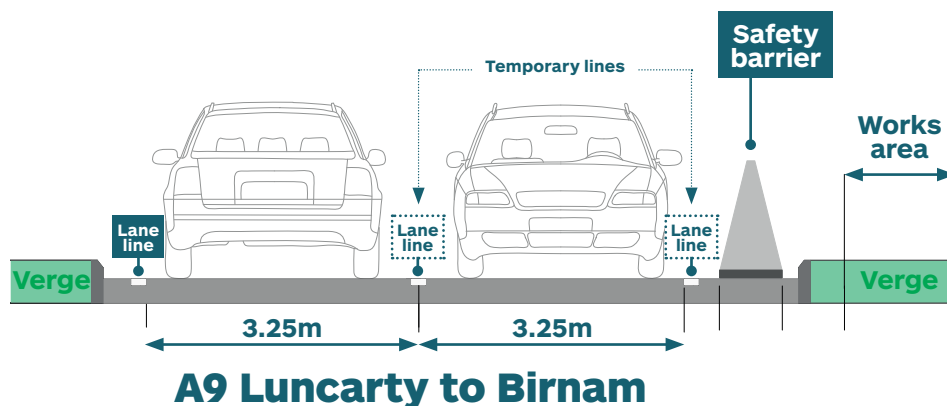 Safety
barrier
Temporary lines
Works
area
Lane
line
Lane
line
Lane
line
Verge
Verge
3.25m
3.25m
A9 Luncarty to Birnam